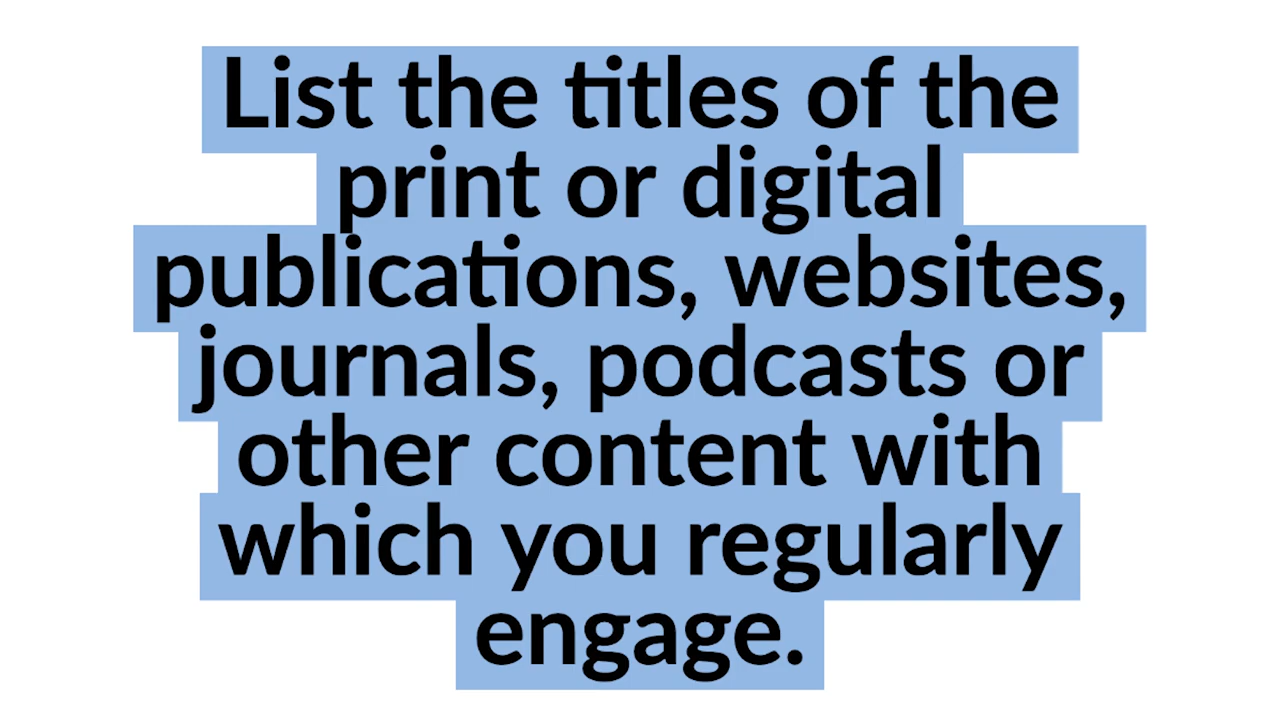 List the titles of the
print or digital
publications, websites,
journals, podcasts or
other content with
which you regularly
engage.